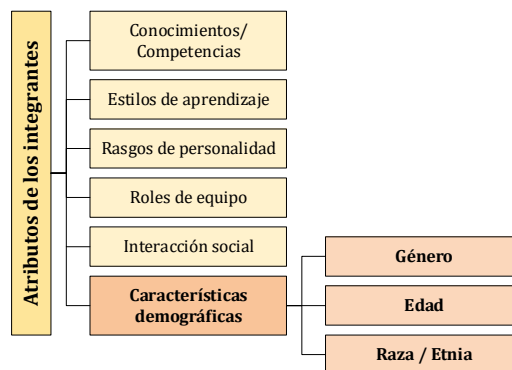 Atributos de los integrantes
Conocimientos/
Competencias
Estilos de aprendizaje
Rasgos de personalidad
Roles de equipo
Interacción social
Características
demográficas
Género
Edad
Raza / Etnia